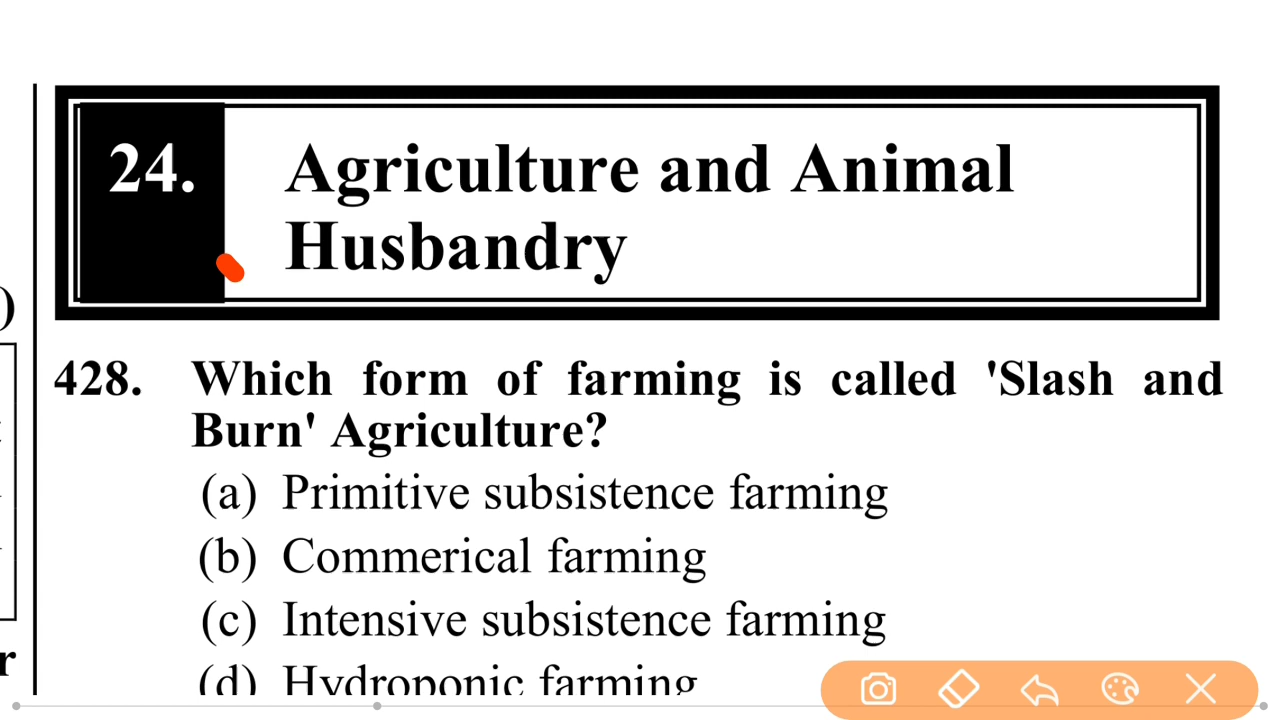 24.
Agriculture and Animal
Husbandry
428. Which form of farming is called 'Slash and
Burn' Agriculture?
(a) Primitive subsistence farming
(b) Commerical farming
(c) Intensive subsistence farming
(d) Hydroponic farming
)
r